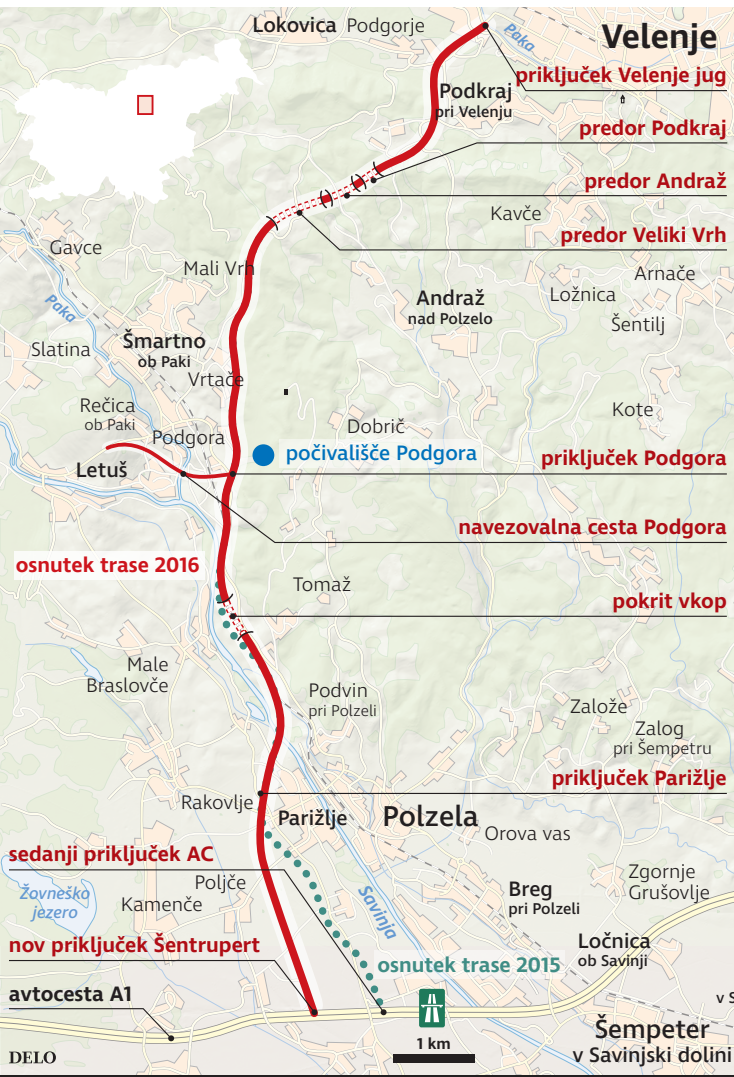 Lokovica
Podgorje
Paka
Velenje
priključek Velenje jug
Podkraj
pri Velenju
predor Podkraj
predor Andraž
Kavče
predor Veliki Vrh
Gavce
Mali Vrh
Arnače
Ložnica
Andraž
nad Polzelo
Šentilj
Paka
Šmartno
ob Paki
Slatina
Vrtače
Rečica
ob Paki
Kote
Dobrič
Podgora
počivališče Podgora
priključek Podgora
Letuš
navezovalna cesta Podgora
osnutek trase 2016
Tomaž
pokrit vkop
Male
Braslovče
Podvin
pri Polzeli
Založe
Zalog
pri Šempetru
priključek Parižlje
Rakovlje
Parižlje
Polzela
Orova vas
sedanji priključek AC
Poljče
Žovneško
jezero
Kamenče
Savinja
Breg
pri Polzeli
Zgornje
Grušovlje
nov priključek Šentrupert
Ločnica
ob Savinji
osnutek trase 2015
avtocesta A1
v S
Šempeter
v Savinjski dolini
1 km
DELO